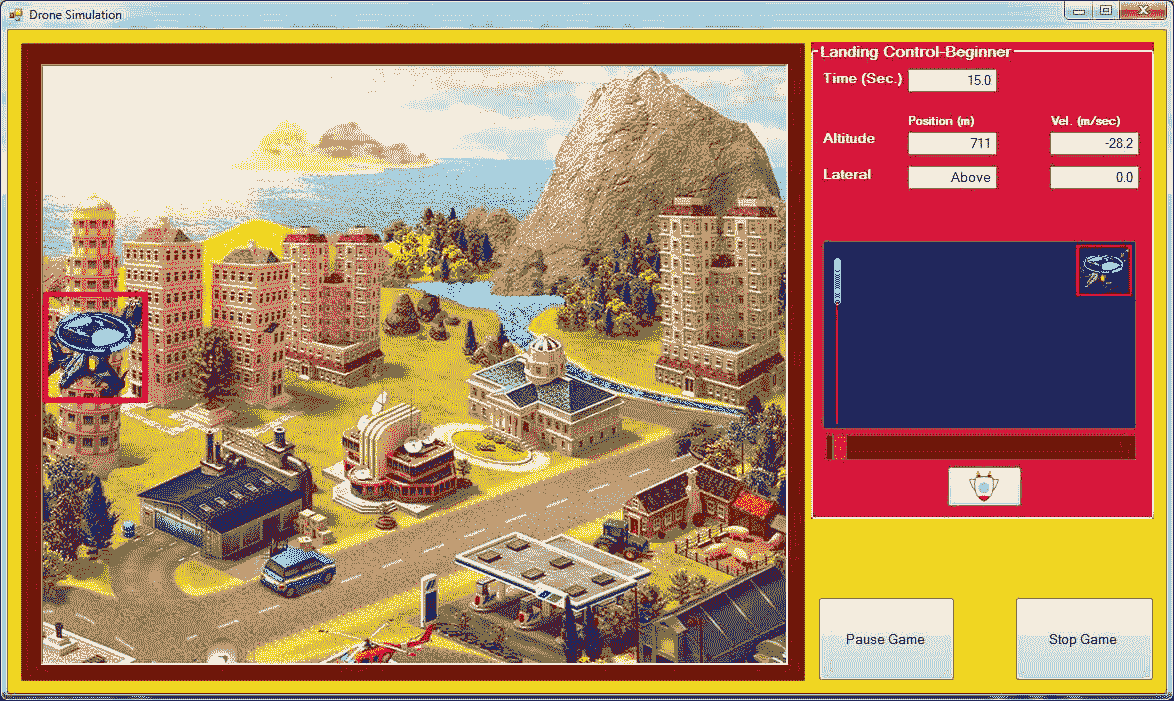 Drone Simulation
Landing Control-Beginner
Time (Sec.) 15.0
Position (m) Vel. (m/sec)
Altitude 711 -28.2
Lateral Above 0.0
Pause Game Stop Game